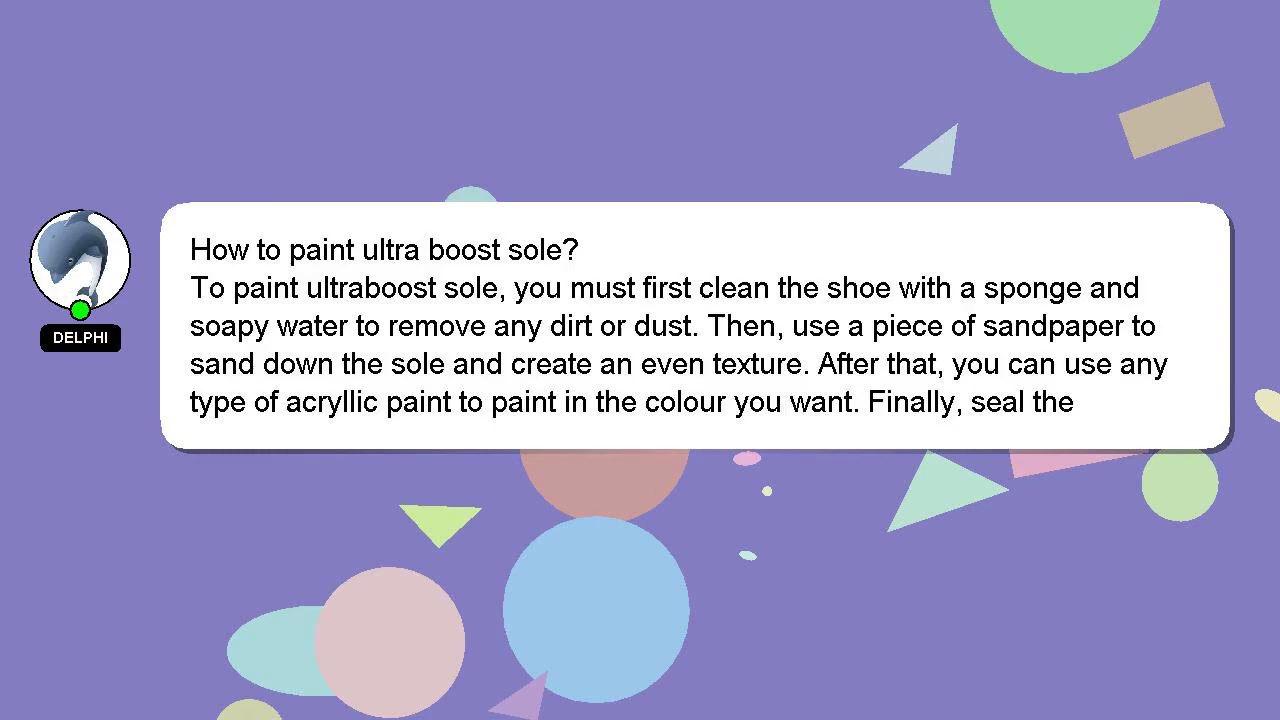 DELPHI
How to paint ultra boost sole?
To paint ultraboost sole, you must first clean the shoe with a sponge and
soapy water to remove any dirt or dust. Then, use a piece of sandpaper to
sand down the sole and create an even texture. After that, you can use any
type of acryllic paint to paint in the colour you want. Finally, seal the